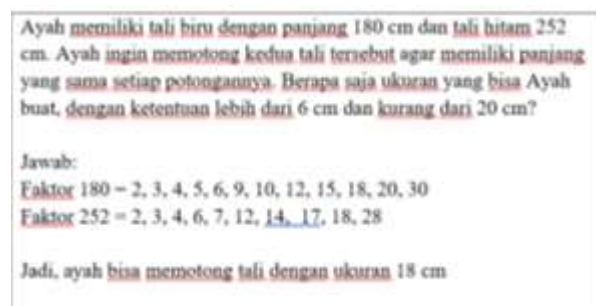 Ayah memiliki tali biru dengan panjang 180 cm dan tali hitam 252
cm. Ayah ingin memotong kedua tali tersebut agar memiliki panjang
yang sama setiap potongannya. Berapa saja ukuran yang bisa Ayah
buat, dengan ketentuan lebih dari 6 cm dan kurang dari 20 cm?
Jawab:
Faktor 180 = 2, 3, 4, 5, 6, 9, 10, 12, 15, 18, 20, 30
Faktor 252 = 2, 3, 4, 6, 7, 12, 14, 17, 18, 28
Jadi, ayah bisa memotong tali dengan ukuran 18 cm